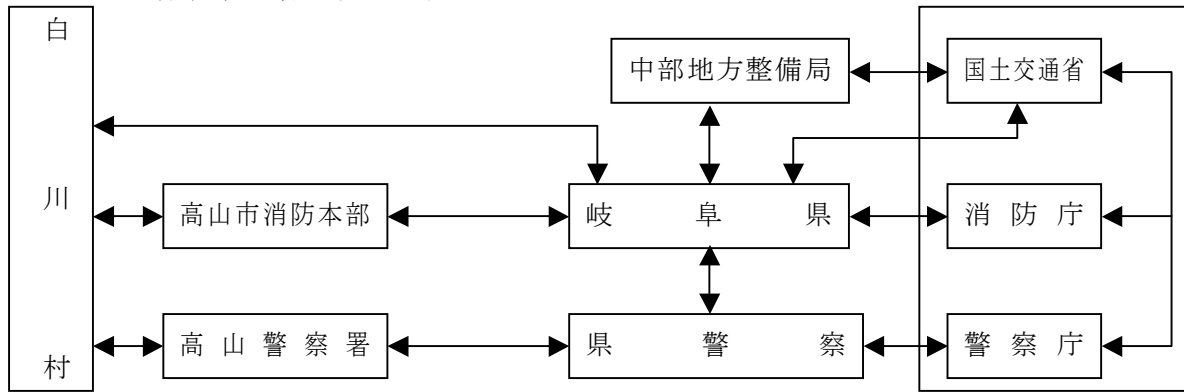 白川村
中部地方整備局
国土交通省
高山市消防本部
岐阜県
消防庁
高山警察署
県警察
警察庁